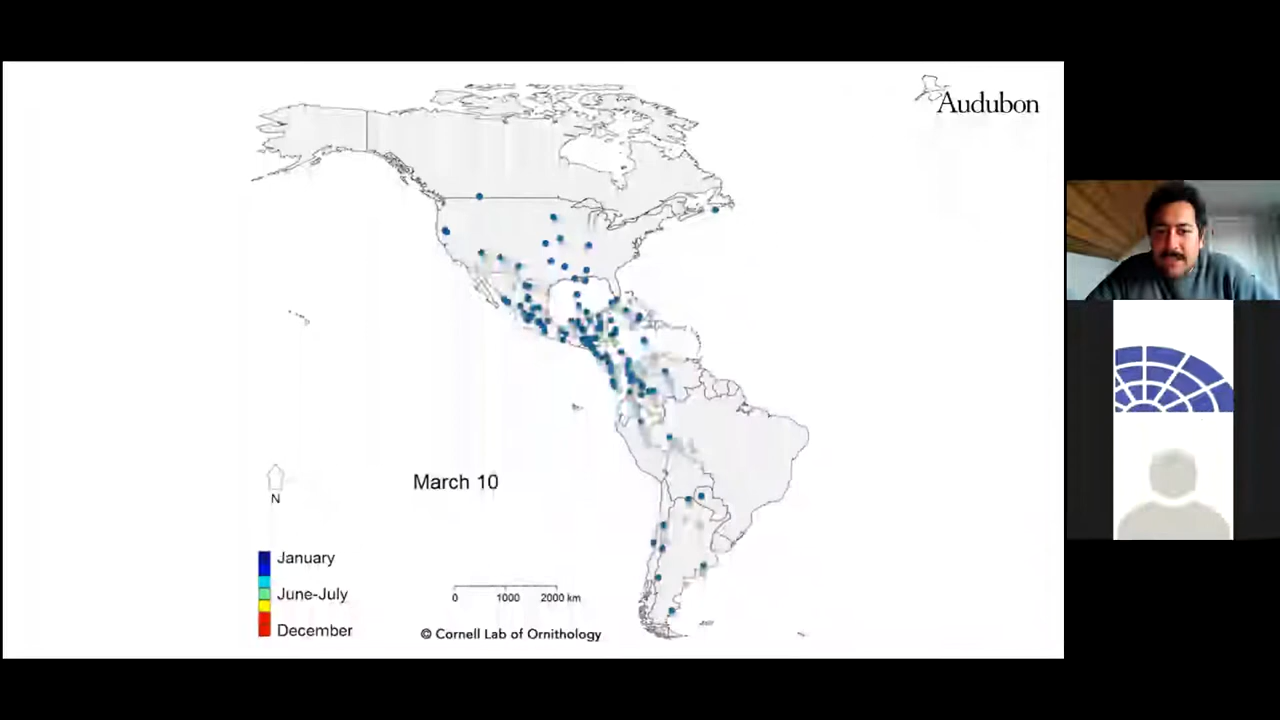 Audubon
March 10
N
January
June-July
December
0 1000 2000 km
© Cornell Lab of Ornithology